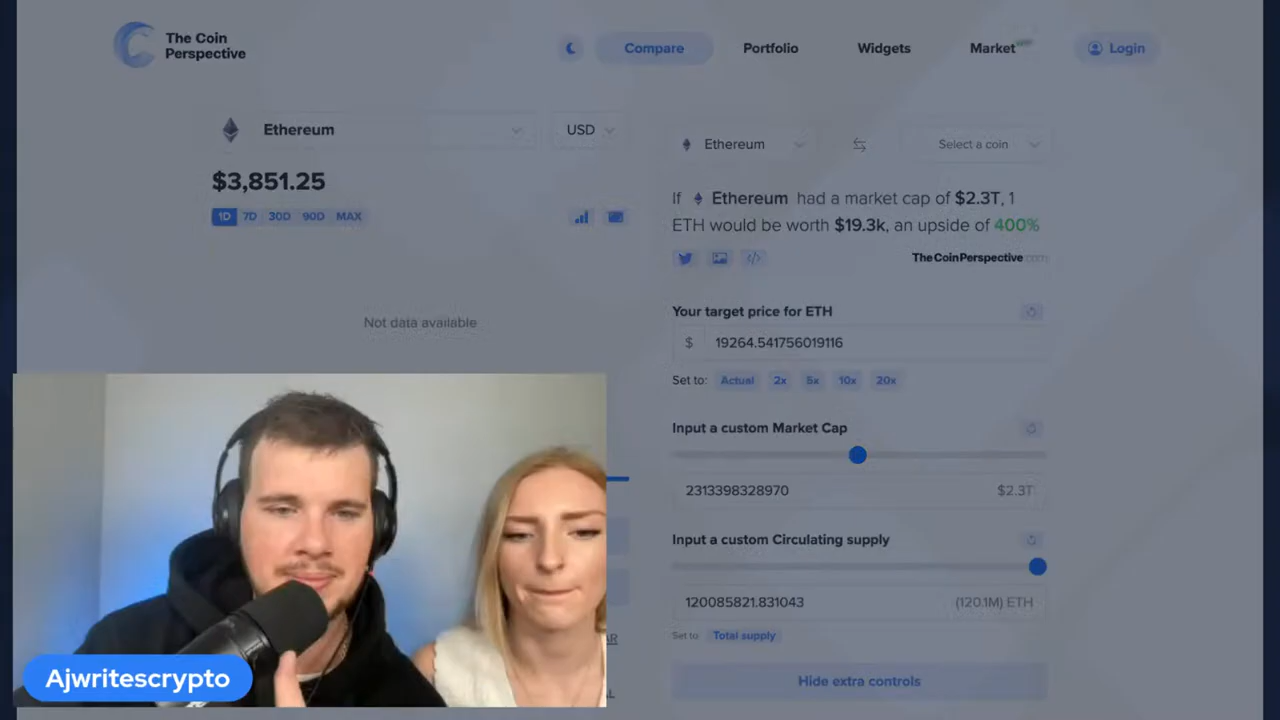 The Coin
Perspective
Compare
Portfolio
Widgets
Market
Login
Ethereum
USD
$3,851.25
1D 7D 30D 90D MAX
Not data available
Ethereum
Select a coin
If Ethereum had a market cap of $2.3T, 1
ETH would be worth $19.3k, an upside of 400%
TheCoinPerspective.com
Your target price for ETH
$ 19264.541756019116
Set to: Actual 2x 5x 10x 20x
Input a custom Market Cap
2313398328970 $2.3T
Input a custom Circulating supply
120085821.831043 (120.1M) ETH
Set to Total supply
Hide extra controls
Ajwritescrypto